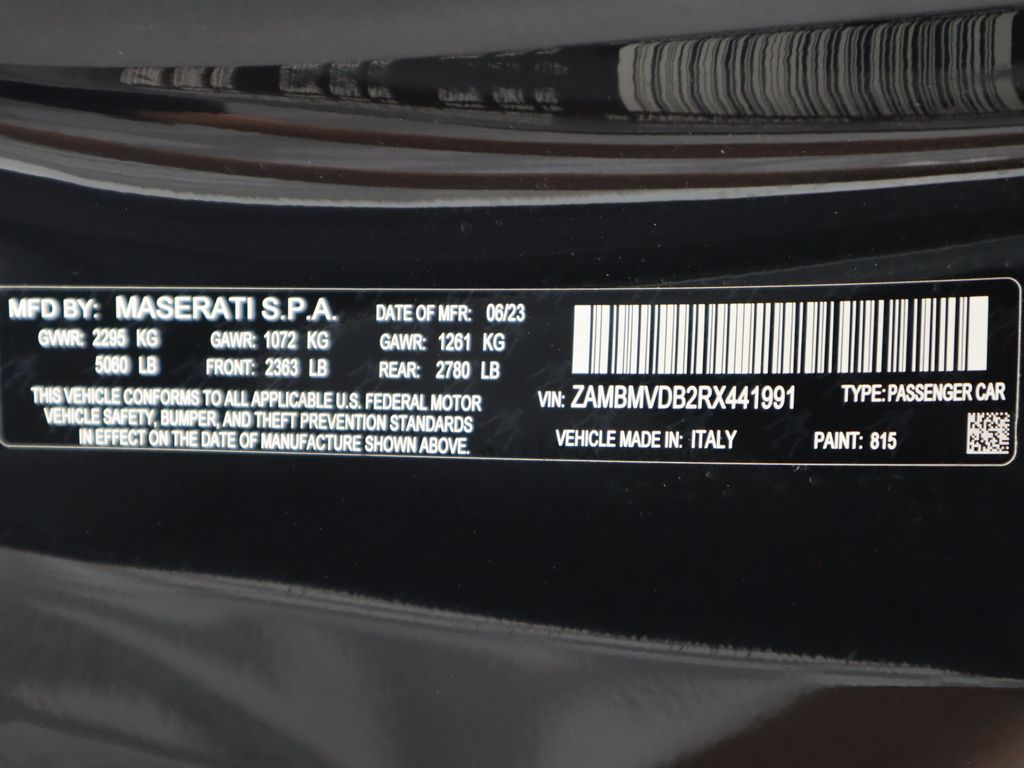 MFD BY: MASERATI S.P.A. DATE OF MFR: 06/23
GVWR: 2295 KG GAWR: 1072 KG GAWR: 1261 KG
5060 LB FRONT: 2363 LB REAR: 2780 LB
THIS VEHICLE CONFORMS TO ALL APPLICABLE U.S. FEDERAL MOTOR
VEHICLE SAFETY, BUMPER, AND THEFT PREVENTION STANDARDS
IN EFFECT ON THE DATE OF MANUFACTURE SHOWN ABOVE.
VIN: ZAMBMVDB2RX441991 TYPE: PASSENGER CAR
VEHICLE MADE IN: ITALY PAINT: 815